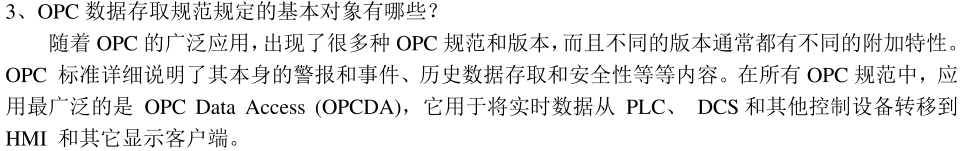 3、OPC 数据存取规范规定的基本对象有哪些？
随着 OPC 的广泛应用，出现了很多种 OPC 规范和版本，而且不同的版本通常都有不同的附加特性。
OPC 标准详细说明了其本身的警报和事件、历史数据存取和安全性等等内容。在所有 OPC 规范中，应
用最广泛的是 OPC Data Access (OPCDA)，它用于将实时数据从 PLC、 DCS 和其他控制设备转移到
HMI 和其它显示客户端。